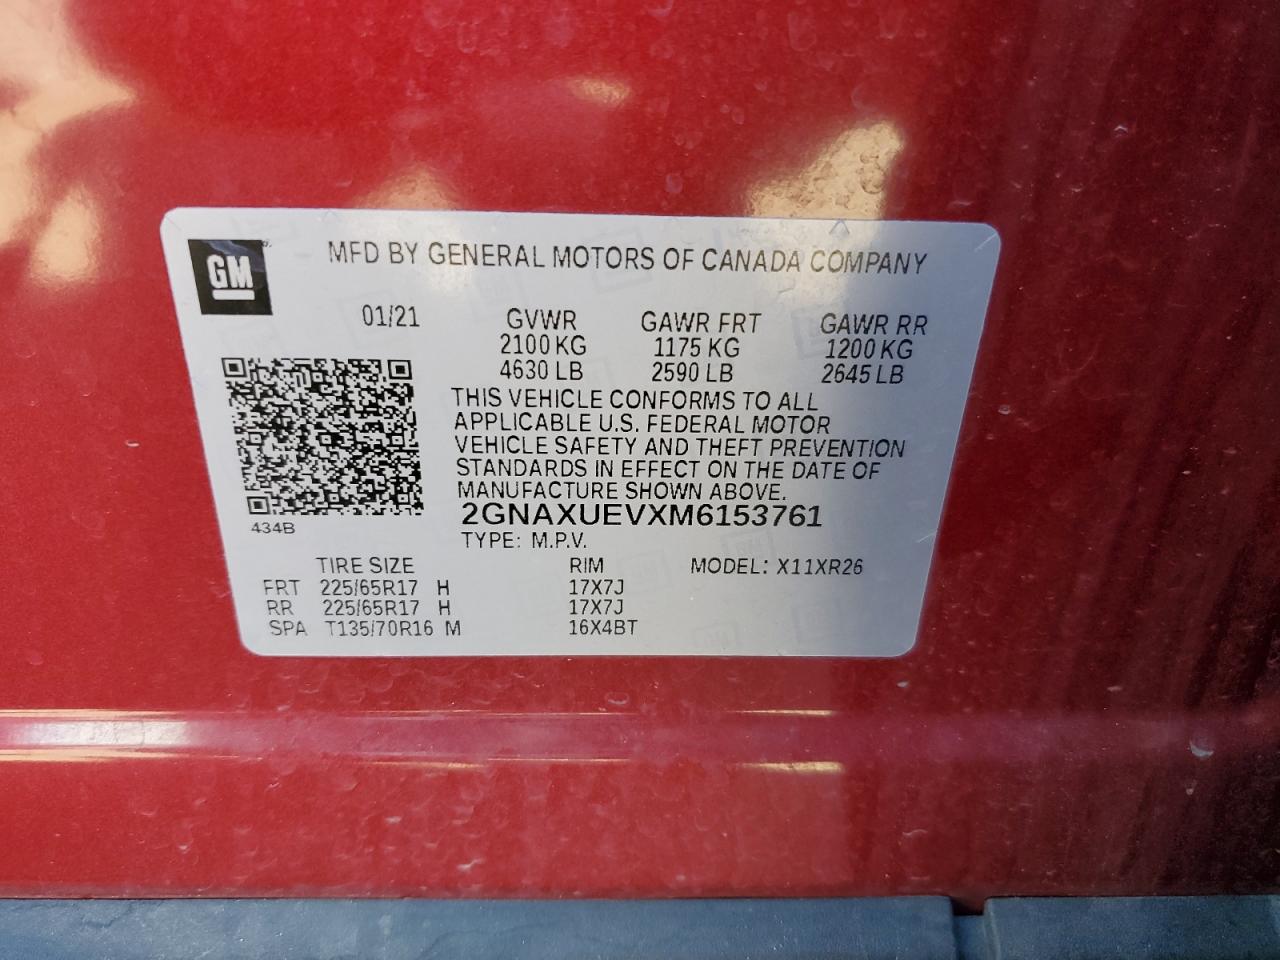 GM
MFD BY GENERAL MOTORS OF CANADA COMPANY
01/21 GVWR GAWR FRT GAWR RR
2100 KG 1175 KG 1200 KG
4630 LB 2590 LB 2645 LB
THIS VEHICLE CONFORMS TO ALL
APPLICABLE U.S. FEDERAL MOTOR
VEHICLE SAFETY AND THEFT PREVENTION
STANDARDS IN EFFECT ON THE DATE OF
MANUFACTURE SHOWN ABOVE.
434B
2GNAXUEVXM6153761
TYPE: M.P.V.
TIRE SIZE RIM MODEL: X11XR26
FRT 225/65R17 H 17X7J
RR 225/65R17 H 17X7J
SPA T135/70R16 M 16X4BT